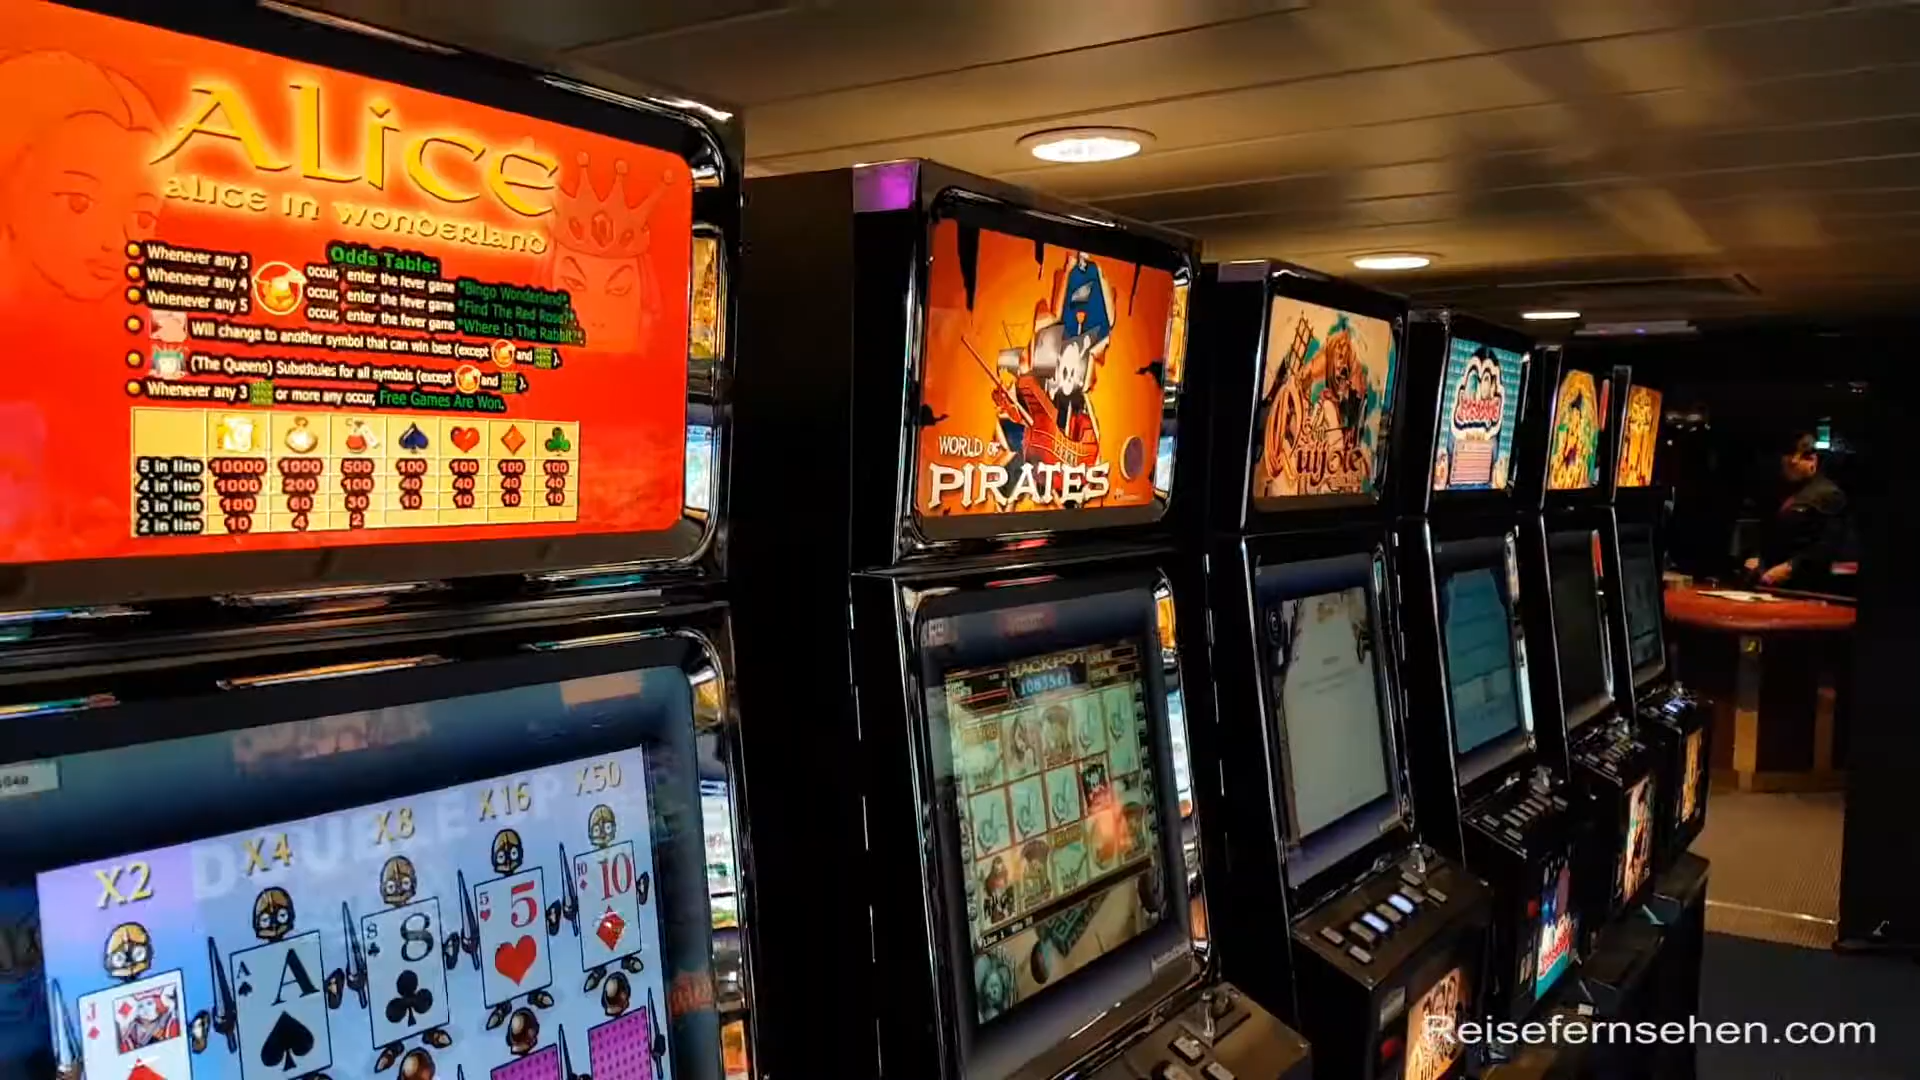 ALiCE
alice in wonderland
Odds Table:
Whenever any 3 occur, enter the fever game "Bingo Wonderland".
Whenever any 4 occur, enter the fever game "Find The Red Rose?".
Whenever any 5 occur, enter the fever game "Where Is The Rabbit?".
Will change to another symbol that can win best (except and ).
(The Queens) Substitutes for all symbols (except and ).
Whenever any 3 or more any occur, Free Games Are Won.
5 in line 10000 1000 500 100 100 100 100
4 in line 1000 200 100 40 40 40 40
3 in line 100 60 30 10 10 10 10
2 in line 10 4 2
X2 X4 X8 X16 X50
J A 8 5 10
WORLD OF
PIRATES
JACKPOT
Don
Quijote
Reisefernsehen.com